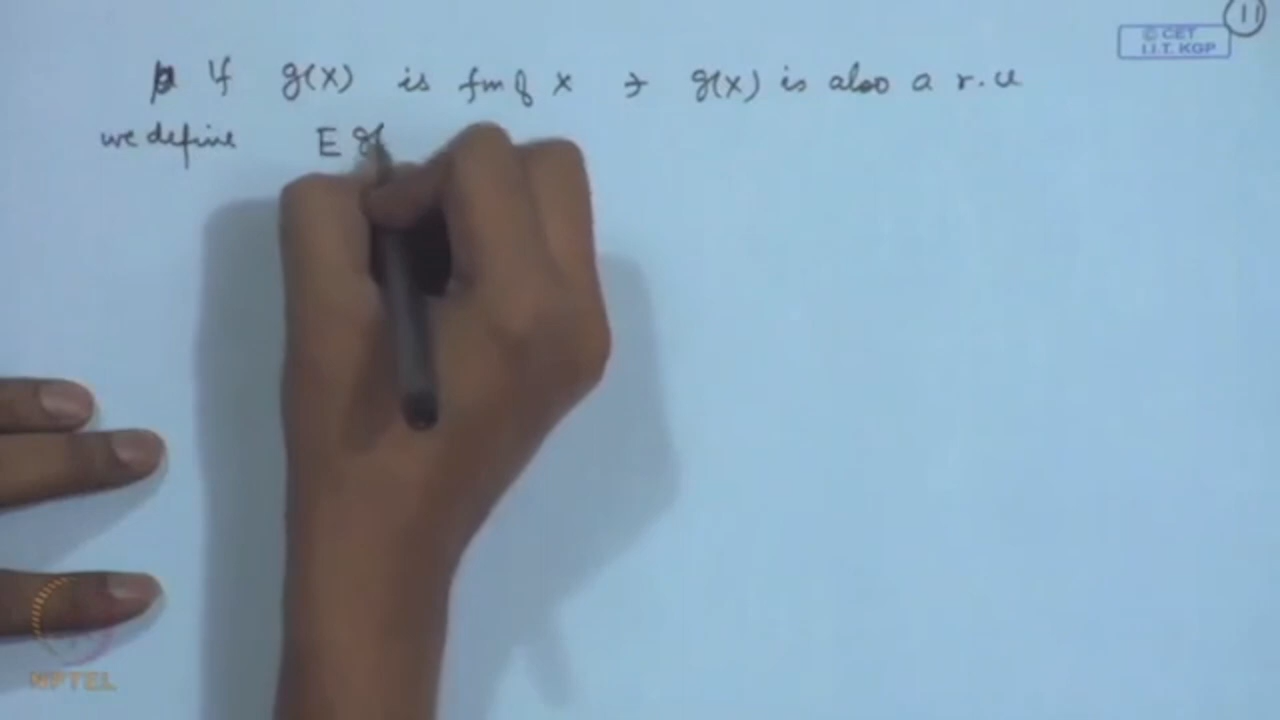 11
© CET
I.I.T. KGP
If g(x) is fn of x ∋ g(x) is also a r.v
we define E g(
NPTEL